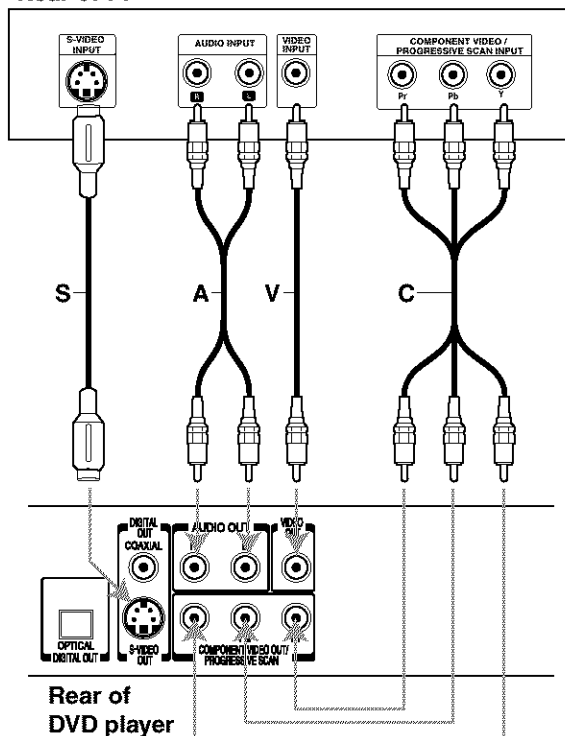 S-VIDEO
INPUT
AUDIO INPUT
VIDEO
INPUT
COMPONENT VIDEO /
PROGRESSIVE SCAN INPUT
R
L
Pr
Pb
Y
S
A
V
C
DIGITAL
OUT
COAXIAL
AUDIO OUT
VIDEO
OUT
OPTICAL
DIGITAL OUT
S-VIDEO
OUT
COMPONENT VIDEO OUT/
PROGRESSIVE SCAN
Rear of
DVD player